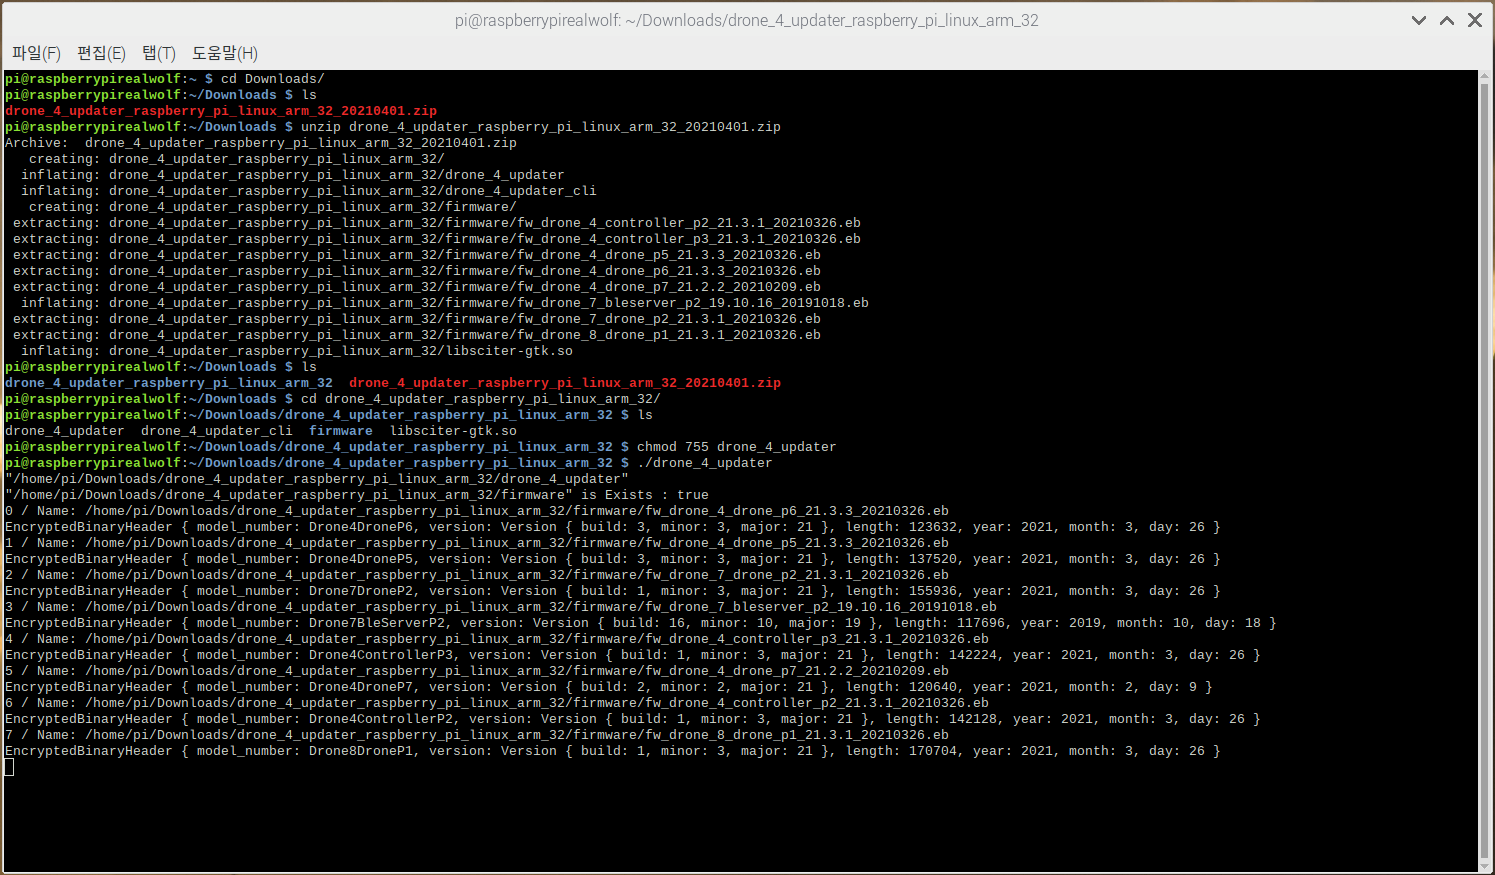 pi@raspberrypirealwolf: ~/Downloads/drone_4_updater_raspberry_pi_linux_arm_32
파일(F) 편집(E) 탭(T) 도움말(H)
pi@raspberrypirealwolf:~ $ cd Downloads/
pi@raspberrypirealwolf:~/Downloads $ ls
drone_4_updater_raspberry_pi_linux_arm_32_20210401.zip
pi@raspberrypirealwolf:~/Downloads $ unzip drone_4_updater_raspberry_pi_linux_arm_32_20210401.zip
Archive:  drone_4_updater_raspberry_pi_linux_arm_32_20210401.zip
   creating: drone_4_updater_raspberry_pi_linux_arm_32/
  inflating: drone_4_updater_raspberry_pi_linux_arm_32/drone_4_updater
  inflating: drone_4_updater_raspberry_pi_linux_arm_32/drone_4_updater_cli
   creating: drone_4_updater_raspberry_pi_linux_arm_32/firmware/
 extracting: drone_4_updater_raspberry_pi_linux_arm_32/firmware/fw_drone_4_controller_p2_21.3.1_20210326.eb
 extracting: drone_4_updater_raspberry_pi_linux_arm_32/firmware/fw_drone_4_controller_p3_21.3.1_20210326.eb
 extracting: drone_4_updater_raspberry_pi_linux_arm_32/firmware/fw_drone_4_drone_p5_21.3.3_20210326.eb
 extracting: drone_4_updater_raspberry_pi_linux_arm_32/firmware/fw_drone_4_drone_p6_21.3.3_20210326.eb
 extracting: drone_4_updater_raspberry_pi_linux_arm_32/firmware/fw_drone_4_drone_p7_21.2.2_20210209.eb
  inflating: drone_4_updater_raspberry_pi_linux_arm_32/firmware/fw_drone_7_bleserver_p2_19.10.16_20191018.eb
 extracting: drone_4_updater_raspberry_pi_linux_arm_32/firmware/fw_drone_7_drone_p2_21.3.1_20210326.eb
 extracting: drone_4_updater_raspberry_pi_linux_arm_32/firmware/fw_drone_8_drone_p1_21.3.1_20210326.eb
  inflating: drone_4_updater_raspberry_pi_linux_arm_32/libsciter-gtk.so
pi@raspberrypirealwolf:~/Downloads $ ls
drone_4_updater_raspberry_pi_linux_arm_32  drone_4_updater_raspberry_pi_linux_arm_32_20210401.zip
pi@raspberrypirealwolf:~/Downloads $ cd drone_4_updater_raspberry_pi_linux_arm_32/
pi@raspberrypirealwolf:~/Downloads/drone_4_updater_raspberry_pi_linux_arm_32 $ ls
drone_4_updater  drone_4_updater_cli  firmware  libsciter-gtk.so
pi@raspberrypirealwolf:~/Downloads/drone_4_updater_raspberry_pi_linux_arm_32 $ chmod 755 drone_4_updater
pi@raspberrypirealwolf:~/Downloads/drone_4_updater_raspberry_pi_linux_arm_32 $ ./drone_4_updater
"/home/pi/Downloads/drone_4_updater_raspberry_pi_linux_arm_32/drone_4_updater"
"/home/pi/Downloads/drone_4_updater_raspberry_pi_linux_arm_32/firmware" is Exists : true
0 / Name: /home/pi/Downloads/drone_4_updater_raspberry_pi_linux_arm_32/firmware/fw_drone_4_drone_p6_21.3.3_20210326.eb
EncryptedBinaryHeader { model_number: Drone4DroneP6, version: Version { build: 3, minor: 3, major: 21 }, length: 123632, year: 2021, month: 3, day: 26 }
1 / Name: /home/pi/Downloads/drone_4_updater_raspberry_pi_linux_arm_32/firmware/fw_drone_4_drone_p5_21.3.3_20210326.eb
EncryptedBinaryHeader { model_number: Drone4DroneP5, version: Version { build: 3, minor: 3, major: 21 }, length: 137520, year: 2021, month: 3, day: 26 }
2 / Name: /home/pi/Downloads/drone_4_updater_raspberry_pi_linux_arm_32/firmware/fw_drone_7_drone_p2_21.3.1_20210326.eb
EncryptedBinaryHeader { model_number: Drone7DroneP2, version: Version { build: 1, minor: 3, major: 21 }, length: 155936, year: 2021, month: 3, day: 26 }
3 / Name: /home/pi/Downloads/drone_4_updater_raspberry_pi_linux_arm_32/firmware/fw_drone_7_bleserver_p2_19.10.16_20191018.eb
EncryptedBinaryHeader { model_number: Drone7BleServerP2, version: Version { build: 16, minor: 10, major: 19 }, length: 117696, year: 2019, month: 10, day: 18 }
4 / Name: /home/pi/Downloads/drone_4_updater_raspberry_pi_linux_arm_32/firmware/fw_drone_4_controller_p3_21.3.1_20210326.eb
EncryptedBinaryHeader { model_number: Drone4ControllerP3, version: Version { build: 1, minor: 3, major: 21 }, length: 142224, year: 2021, month: 3, day: 26 }
5 / Name: /home/pi/Downloads/drone_4_updater_raspberry_pi_linux_arm_32/firmware/fw_drone_4_drone_p7_21.2.2_20210209.eb
EncryptedBinaryHeader { model_number: Drone4DroneP7, version: Version { build: 2, minor: 2, major: 21 }, length: 120640, year: 2021, month: 2, day: 9 }
6 / Name: /home/pi/Downloads/drone_4_updater_raspberry_pi_linux_arm_32/firmware/fw_drone_4_controller_p2_21.3.1_20210326.eb
EncryptedBinaryHeader { model_number: Drone4ControllerP2, version: Version { build: 1, minor: 3, major: 21 }, length: 142128, year: 2021, month: 3, day: 26 }
7 / Name: /home/pi/Downloads/drone_4_updater_raspberry_pi_linux_arm_32/firmware/fw_drone_8_drone_p1_21.3.1_20210326.eb
EncryptedBinaryHeader { model_number: Drone8DroneP1, version: Version { build: 1, minor: 3, major: 21 }, length: 170704, year: 2021, month: 3, day: 26 }